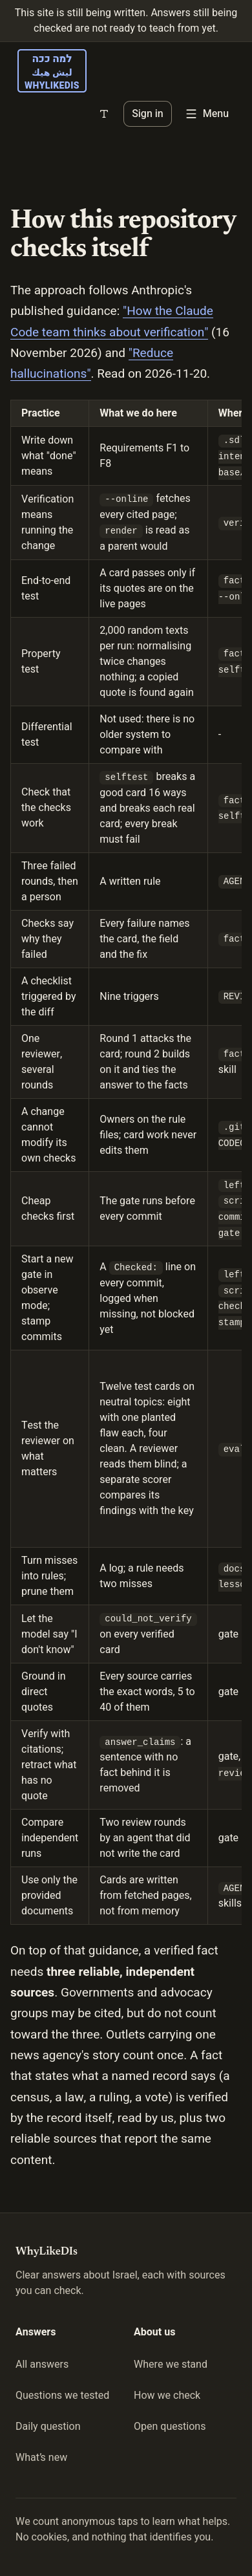 This site is still being written. Answers still being
checked are not ready to teach from yet.
למה ככה
ليش هيك
WHYLIKEDIS
Sign in
Menu
How this repository
checks itself
The approach follows Anthropic's
published guidance: "How the Claude
Code team thinks about verification" (16
November 2026) and "Reduce
hallucinations". Read on 2026-11-20.
Practice What we do here
Write down what "done" means
Requirements F1 to F8
Verification means running the change
--online fetches every cited page; render is read as a parent would
End-to-end test
A card passes only if its quotes are on the live pages
Property test
2,000 random texts per run: normalising twice changes nothing; a copied quote is found again
Differential test
Not used: there is no older system to compare with
-
Check that the checks work
selftest breaks a good card 16 ways and breaks each real card; every break must fail
Three failed rounds, then a person
A written rule
Checks say why they failed
Every failure names the card, the field and the fix
A checklist triggered by the diff
Nine triggers
One reviewer, several rounds
Round 1 attacks the card; round 2 builds on it and ties the answer to the facts
skill
A change cannot modify its own checks
Owners on the rule files; card work never edits them
Cheap checks first
The gate runs before every commit
gate
Start a new gate in observe mode; stamp commits
A Checked: line on every commit, logged when missing, not blocked yet
Test the reviewer on what matters
Twelve test cards on neutral topics: eight with one planted flaw each, four clean. A reviewer reads them blind; a separate scorer compares its findings with the key
Turn misses into rules; prune them
A log; a rule needs two misses
Let the model say "I don't know"
could_not_verify on every verified card
gate
Ground in direct quotes
Every source carries the exact words, 5 to 40 of them
gate
Verify with citations; retract what has no quote
answer_claims: a sentence with no fact behind it is removed
gate,
Compare independent runs
Two review rounds by an agent that did not write the card
gate
Use only the provided documents
Cards are written from fetched pages, not from memory
skills
On top of that guidance, a verified fact
needs three reliable, independent
sources. Governments and advocacy
groups may be cited, but do not count
toward the three. Outlets carrying one
news agency's story count once. A fact
that states what a named record says (a
census, a law, a ruling, a vote) is verified
by the record itself, read by us, plus two
reliable sources that report the same
content.
WhyLikeDIs
Clear answers about Israel, each with sources
you can check.
Answers
About us
All answers
Where we stand
Questions we tested
How we check
Daily question
Open questions
What's new
We count anonymous taps to learn what helps.
No cookies, and nothing that identifies you.